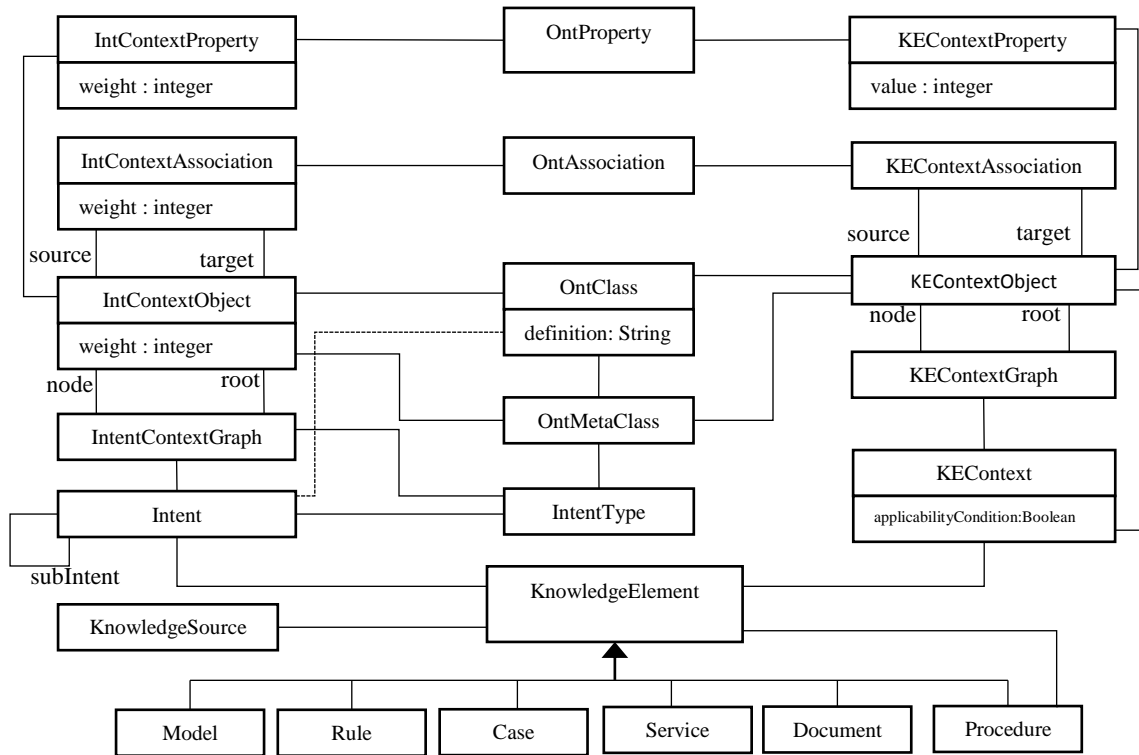 IntContextProperty
weight : integer
OntProperty
KEContextProperty
value : integer
IntContextAssociation
weight : integer
OntAssociation
KEContextAssociation
source
target
source
target
IntContextObject
weight : integer
OntClass
definition: String
KEContextObject
node
root
node
root
IntentContextGraph
OntMetaClass
KEContextGraph
Intent
IntentType
KEContext
applicabilityCondition:Boolean
subIntent
KnowledgeElement
KnowledgeSource
Model
Rule
Case
Service
Document
Procedure